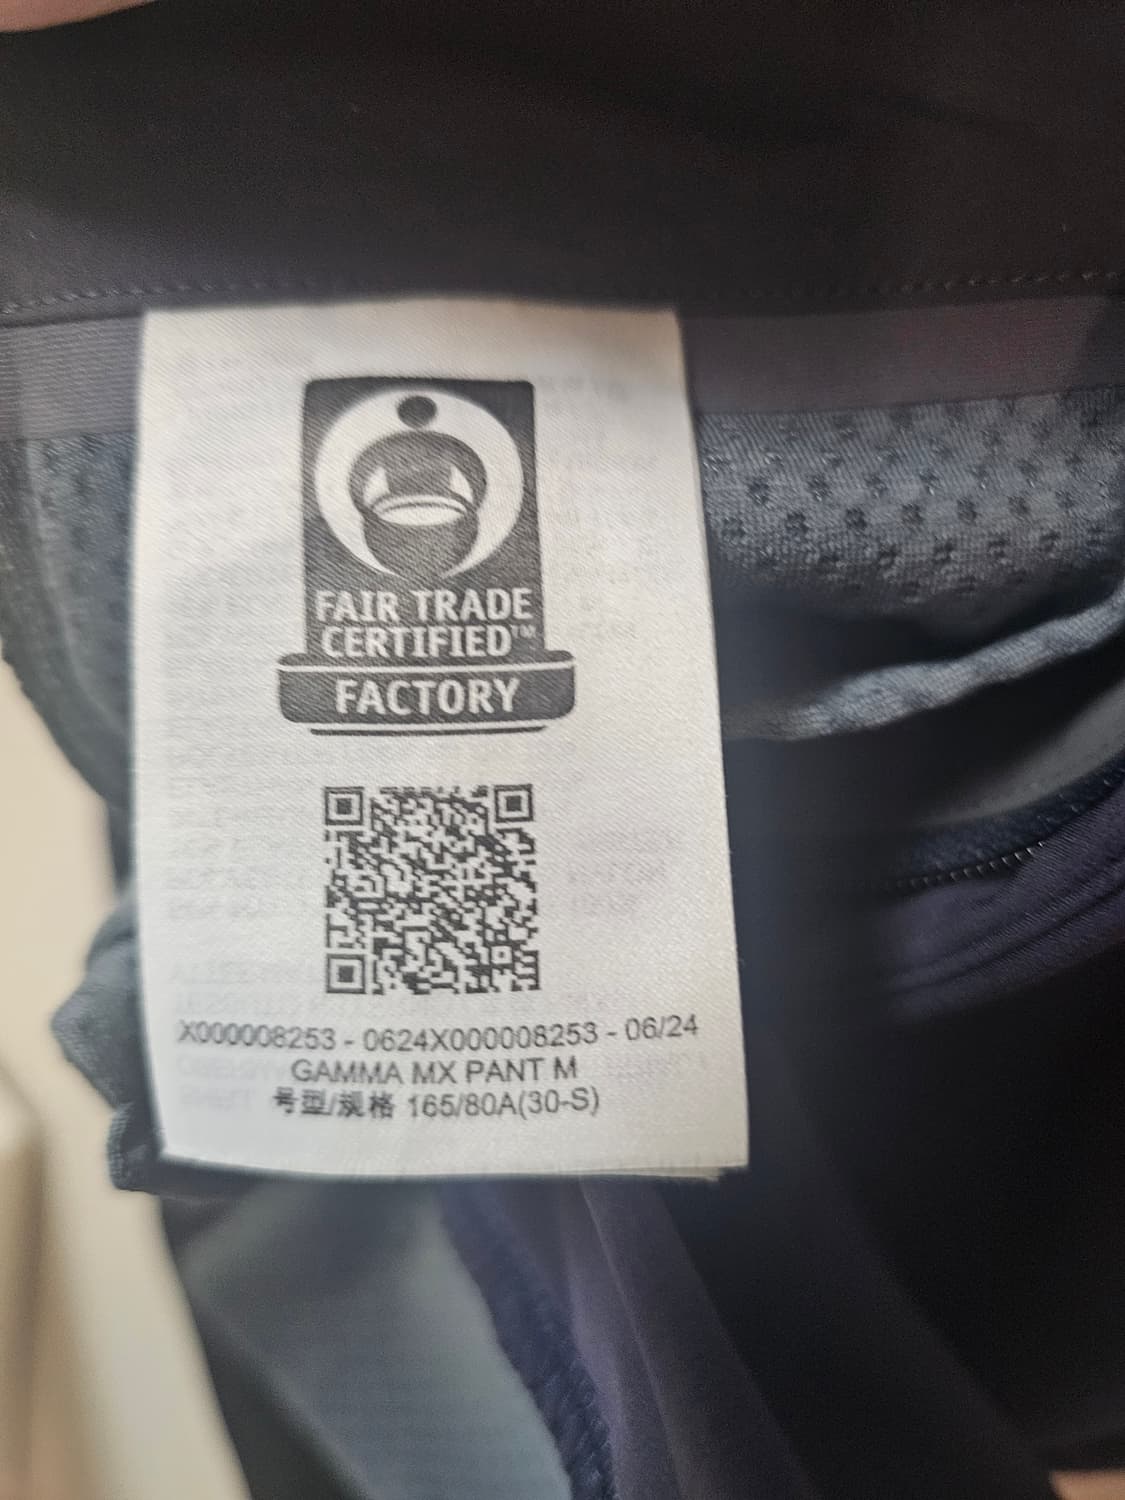 FAIR TRADE
CERTIFIED™
FACTORY
X000008253 - 0624X000008253 - 06/24
GAMMA MX PANT M
号型/规格 165/80A(30-S)